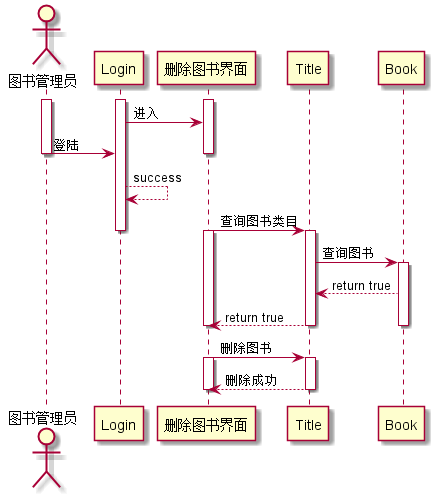 图书管理员
Login
删除图书界面
Title
Book
进入
登陆
success
查询图书类目
查询图书
return true
return true
删除图书
删除成功
图书管理员
Login
删除图书界面
Title
Book